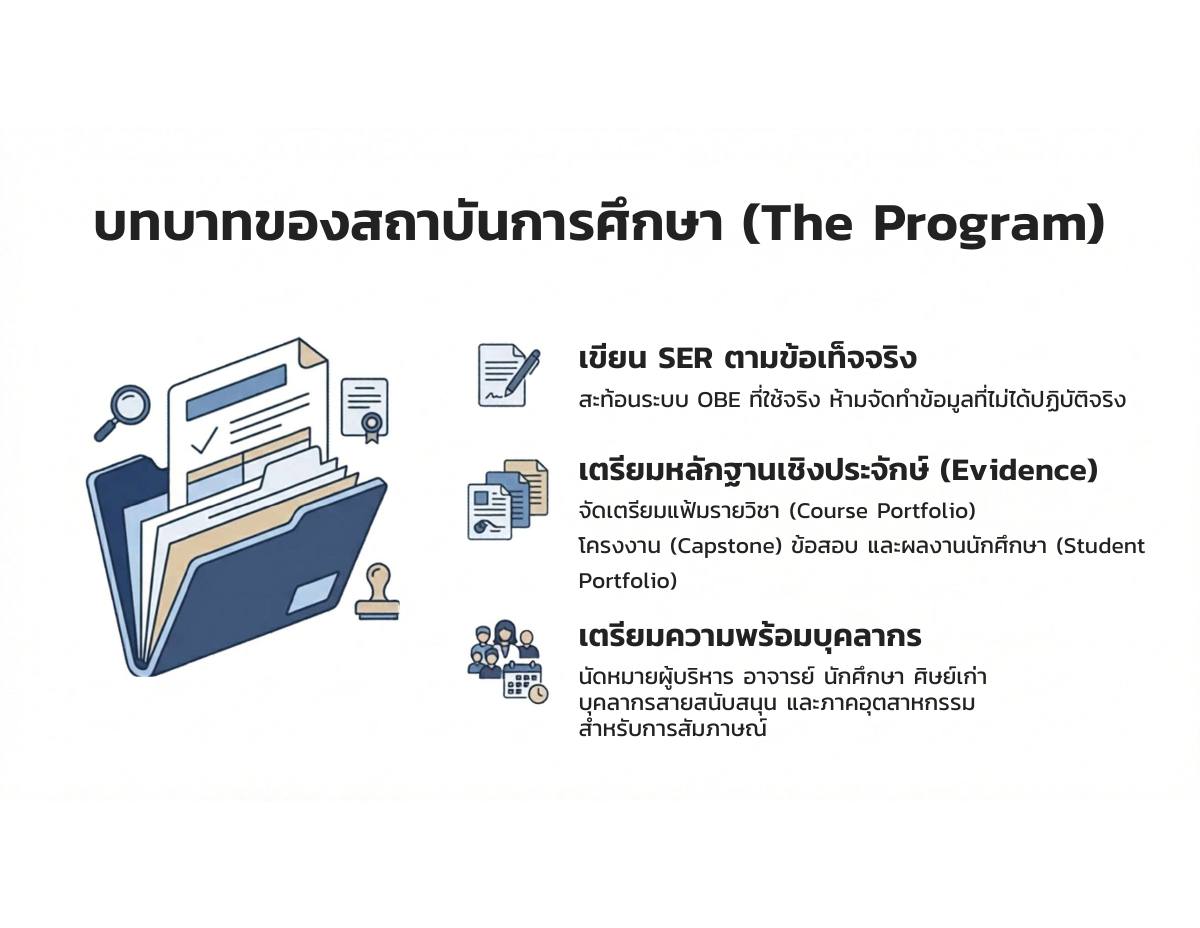 บทบาทของสถาบันการศึกษา (The Program)
เขียน SER ตามข้อเท็จจริง
สะท้อนระบบ OBE ที่ใช้จริง ห้ามจัดทำข้อมูลที่ไม่ได้ปฏิบัติจริง
เตรียมหลักฐานเชิงประจักษ์ (Evidence)
จัดเตรียมแฟ้มรายวิชา (Course Portfolio)
โครงงาน (Capstone) ข้อสอบ และผลงานนักศึกษา (Student
Portfolio)
เตรียมความพร้อมบุคลากร
นัดหมายผู้บริหาร อาจารย์ นักศึกษา ศิษย์เก่า
บุคลากรสายสนับสนุน และภาคอุตสาหกรรม
สำหรับการสัมภาษณ์